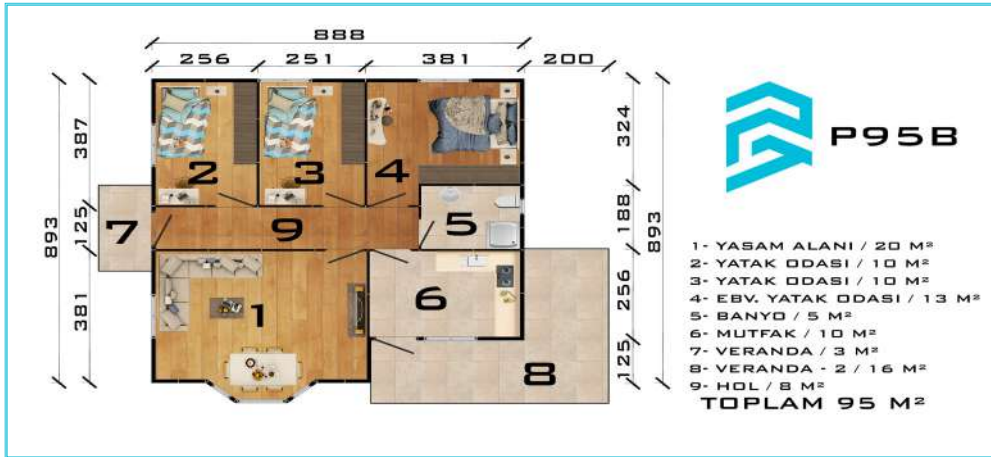 888
256 251 381 200
893
387
125
381
324
188
256
125
893
2
3
4
5
7
9
1
6
8
P95B
1- YASAM ALANI / 20 M²
2- YATAK ODASI / 10 M²
3- YATAK ODASI / 10 M²
4- EBV. YATAK ODASI / 13 M²
5- BANYO / 5 M²
6- MUTFAK / 10 M²
7- VERANDA / 3 M²
8- VERANDA - 2 / 16 M²
9- HOL / 8 M²
TOPLAM 95 M²